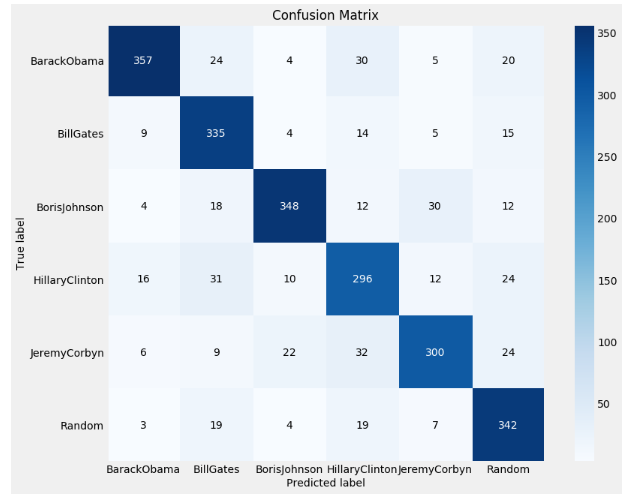 Confusion Matrix
BarackObama 357 24 4 30 5 20
BillGates 9 335 4 14 5 15
BorisJohnson 4 18 348 12 30 12
HillaryClinton 16 31 10 296 12 24
JeremyCorbyn 6 9 22 32 300 24
Random 3 19 4 19 7 342
BarackObama BillGates BorisJohnson HillaryClinton JeremyCorbyn Random
Predicted label
True label
350
300
250
200
150
100
50